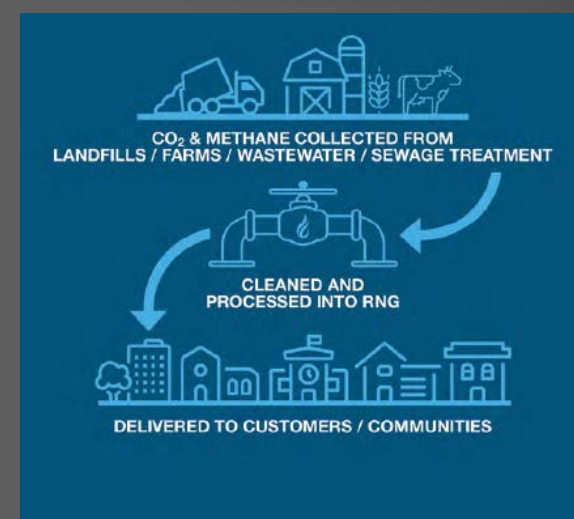 CO₂ & METHANE COLLECTED FROM
LANDFILLS / FARMS / WASTEWATER / SEWAGE TREATMENT
CLEANED AND
PROCESSED INTO RNG
DELIVERED TO CUSTOMERS / COMMUNITIES